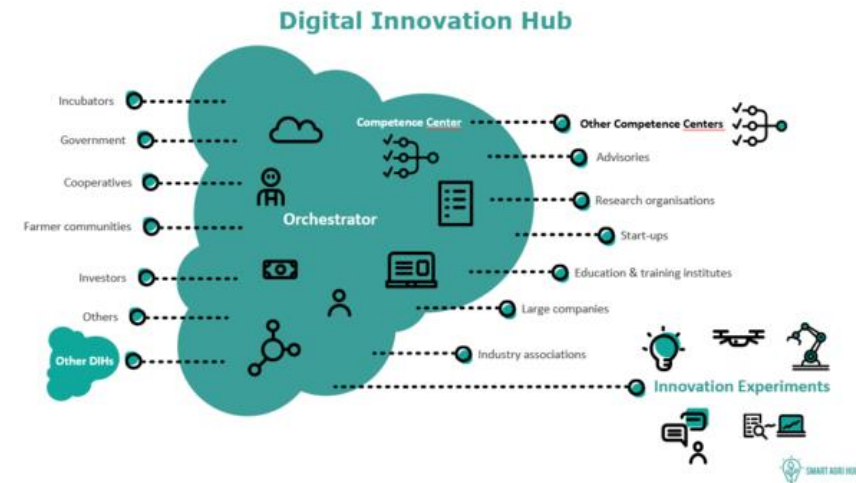 Digital Innovation Hub
Incubators
Government
Cooperatives
Farmer communities
Investors
Others
Other DIHs
Orchestrator
Competence Center
Other Competence Centers
Advisories
Research organisations
Start-ups
Education & training institutes
Large companies
Industry associations
Innovation Experiments
SMART AGRI HUB